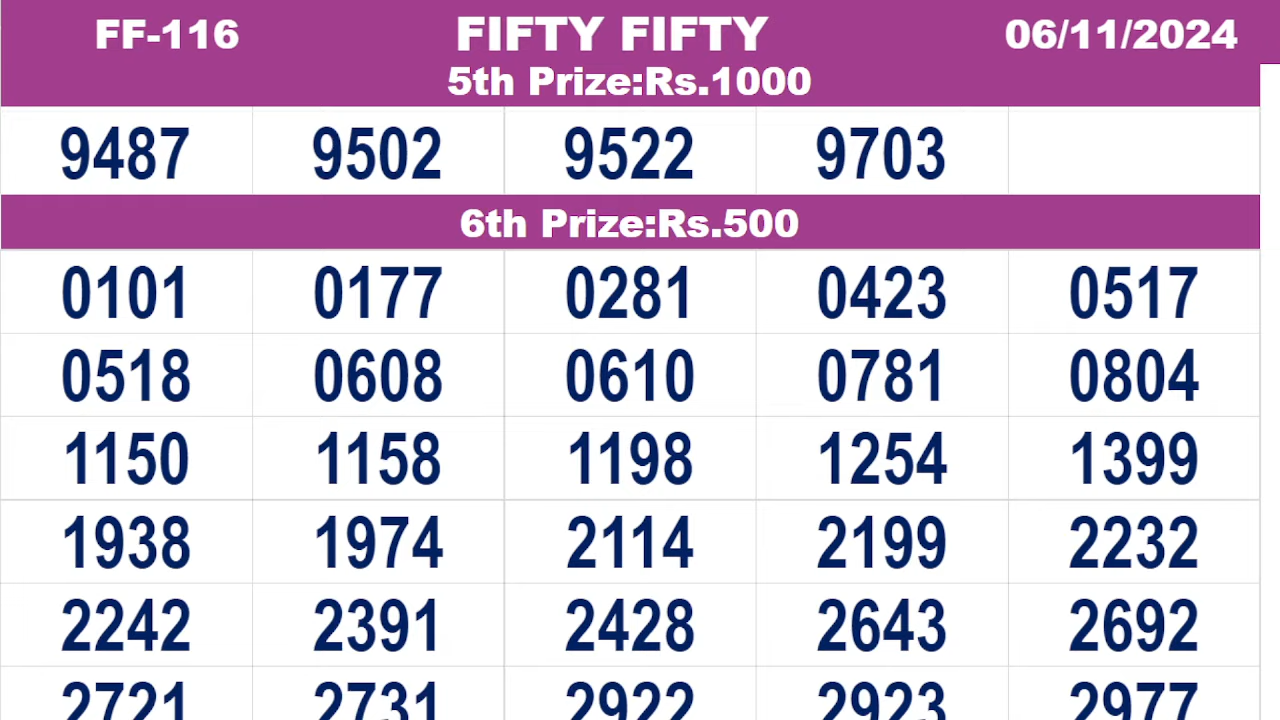 FF-116 FIFTY FIFTY 06/11/2024
5th Prize:Rs.1000
9487 9502 9522 9703
6th Prize:Rs.500
0101 0177 0281 0423 0517
0518 0608 0610 0781 0804
1150 1158 1198 1254 1399
1938 1974 2114 2199 2232
2242 2391 2428 2643 2692
2721 2731 2922 2923 2977